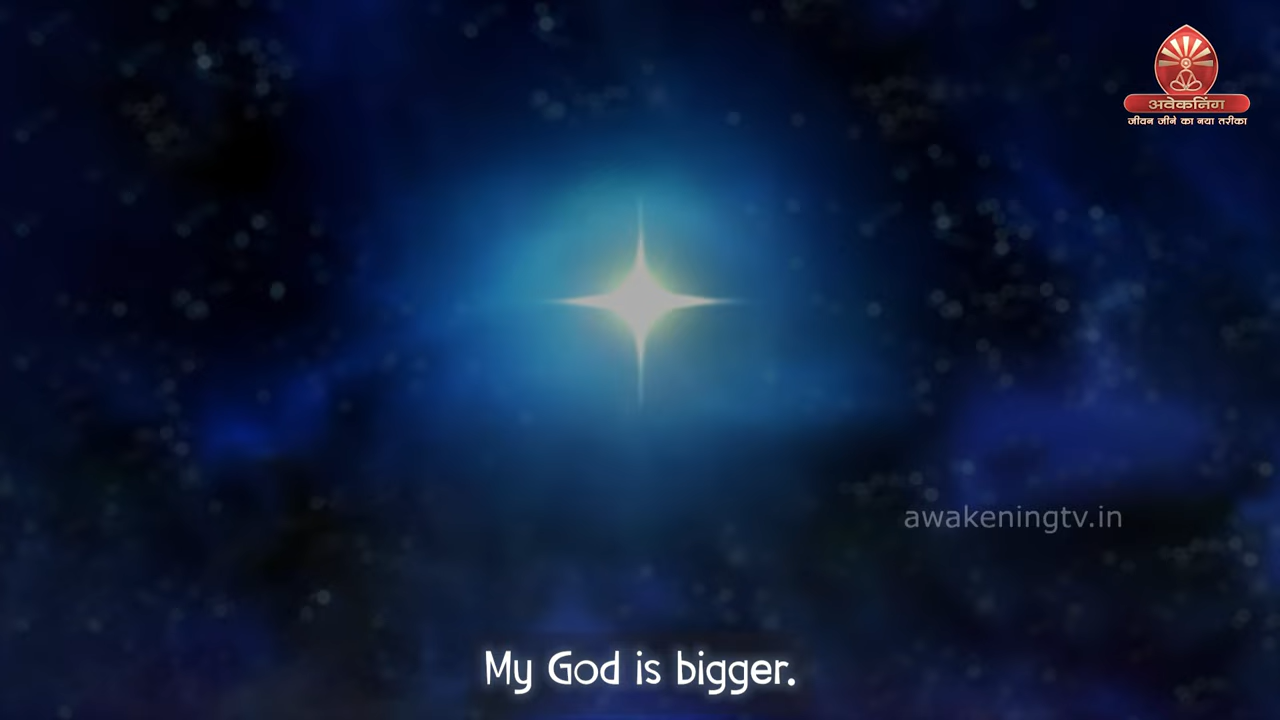 अवेकनिंग
जीवन जीने का नया तरीका
awakeningtv.in
My God is bigger.